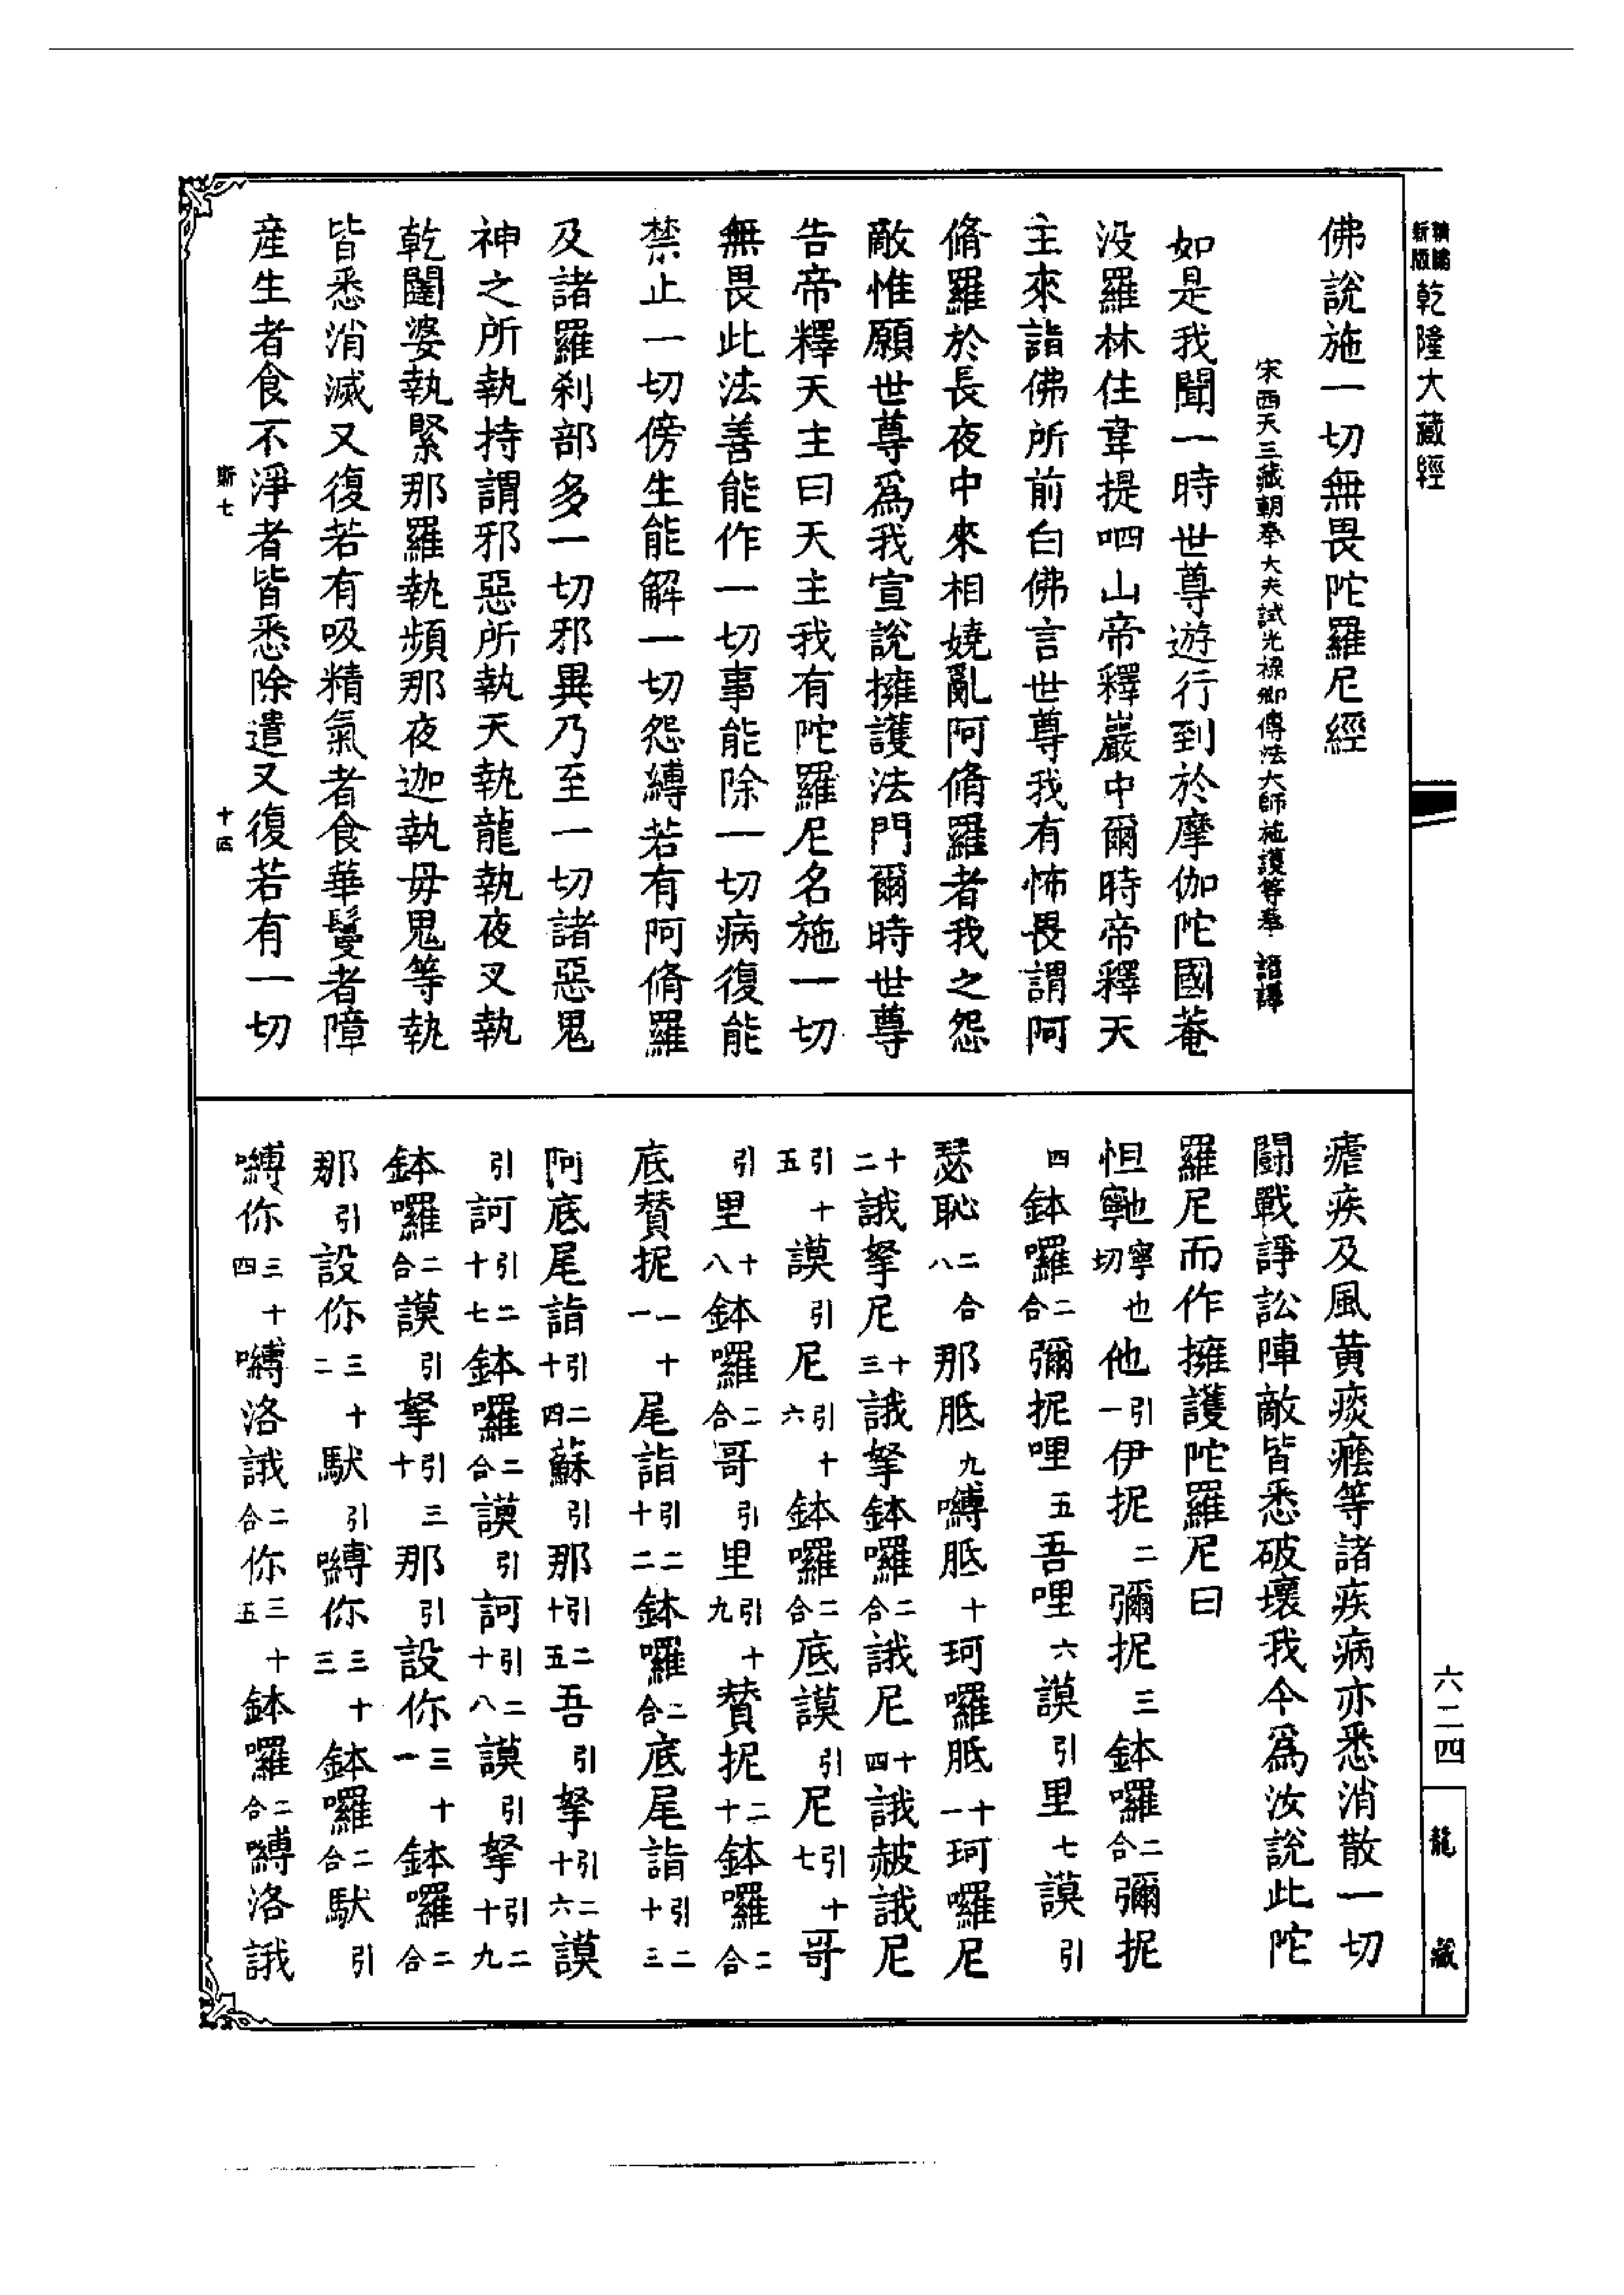 精編
新版
乾隆大藏經
佛說施一切無畏陀羅尼經
宋西天三藏朝奉大夫試光祿卿傳法大師施護等奉詔譯
如是我聞一時世尊遊行到於摩伽陀國菴
没羅林住韋提呬山帝釋巖中爾時帝釋天
主來詣佛所前白佛言世尊我有怖畏謂阿
脩羅於長夜中來相嬈亂阿脩羅者我之怨
敵惟願世尊爲我宣說擁護法門爾時世尊
告帝釋天主曰天主我有陀羅尼名施一切
無畏此法善能作一切事能除一切病復能
禁止一切傍生能解一切怨縛若有阿脩羅
及諸羅刹部多一切邪異乃至一切諸惡鬼
神之所執持謂邪惡所執天執龍執夜叉執
乾闥婆執緊那羅執頻那夜迦執毋鬼等執
皆悉消滅又復若有吸精氣者食華鬘者障
産生者食不淨者皆悉除遣又復若有一切
斯七
十四
瘧疾及風黄痰癊等諸疾病亦悉消散一切
鬪戰諍訟陣敵皆悉破壞我今爲汝說此陀
羅尼而作擁護陀羅尼曰
怛寧也寧也切他引一伊抳二彌抳三鉢囉二合彌抳
四鉢囉二合彌抳哩五吾哩六謨引里七謨引
瑟恥二合八那胝九嚩胝十珂囉胝十一珂囉尼
十二誐拏尼十三誐拏鉢囉二合誐尼十四誐赧誐尼
引十五謨引尼引十六鉢囉二合底謨引尼引十七哥
引里十八鉢囉二合哥引里引十九賛抳二十鉢囉二合
底賛抳二十一尾詣引二十二鉢囉二合底尾詣引二十三
阿底尾詣引二十四蘇引那引二十五吾引拏引二十六謨
引訶引二十七鉢囉二合謨引訶引二十八謨引拏引二十九
鉢囉二合謨引拏引三十那引設你三十一鉢囉二合
那引設你三十二馱引嚩你三十三鉢囉二合馱引
嚩你三十四嚩洛誐二合你三十五鉢囉二合嚩洛誐
六二四
龍藏